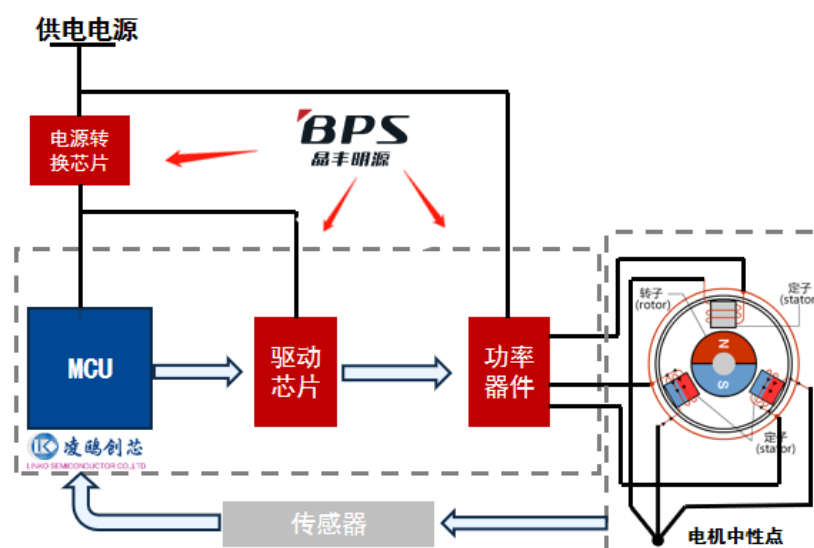 供电电源
电源转
换芯片
BPS
晶丰明源
MCU
驱动
芯片
功率
器件
转子
(rotor)
定子
(stator
N
S
定子
(stator)
LK 凌鸥创芯
LINKO SEMICONDUCTOR CO.,LTD
传感器
电机中性点